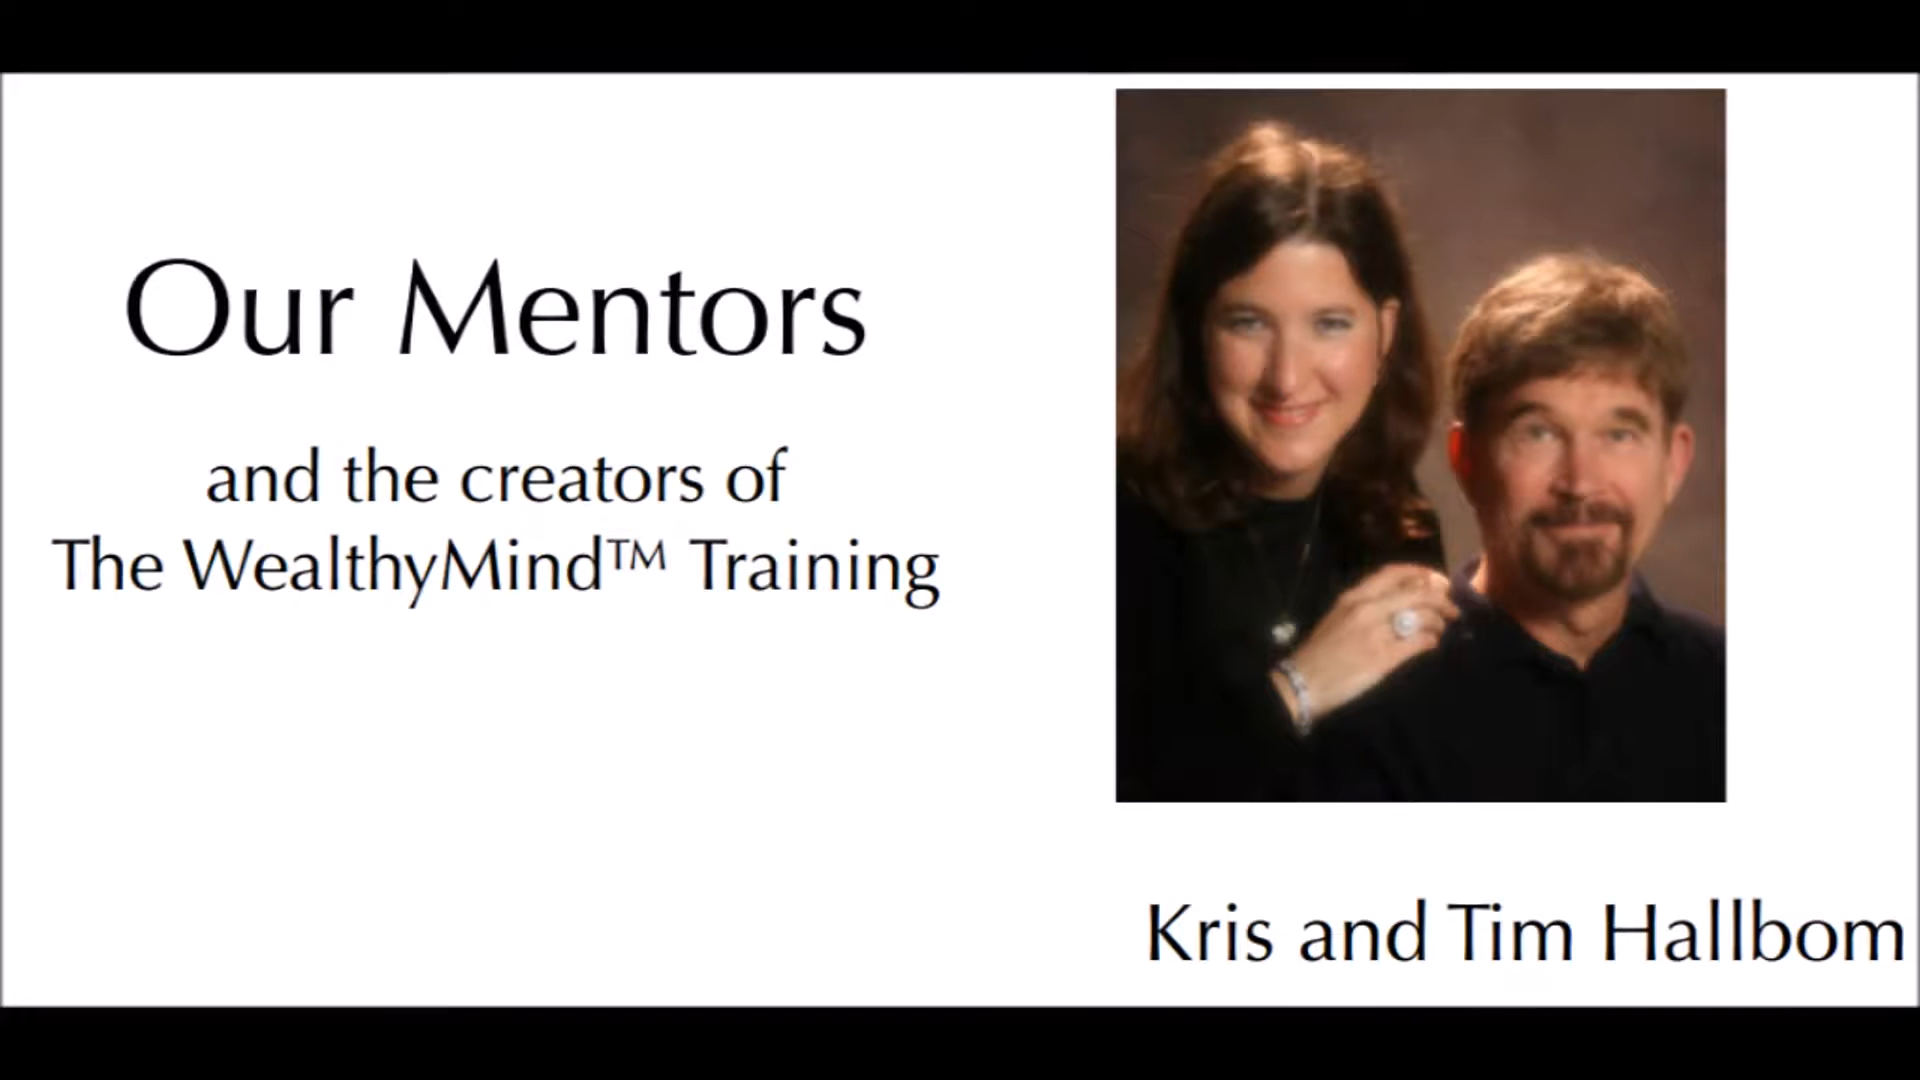 Our Mentors
and the creators of
The WealthyMind™ Training
Kris and Tim Hallbom